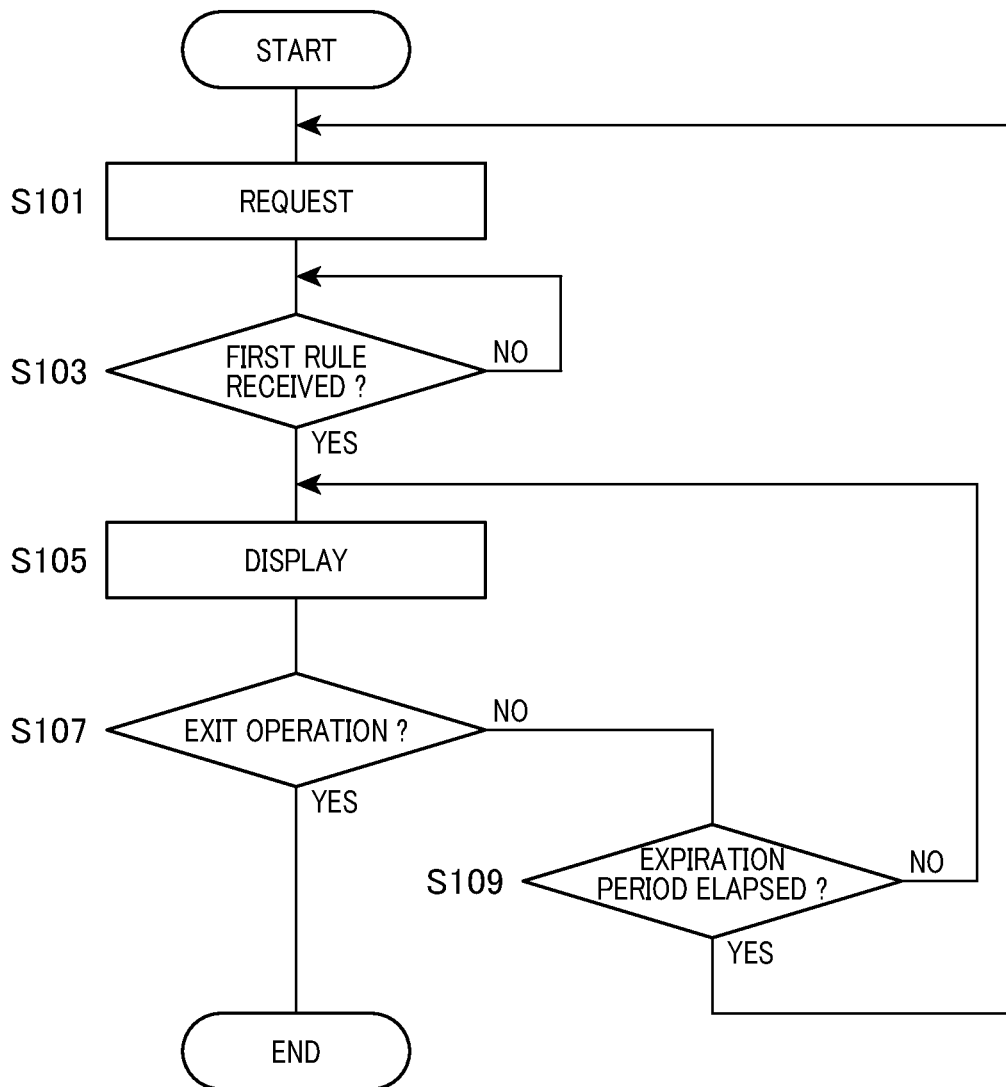 START
S101
REQUEST
S103
FIRST RULE
RECEIVED ?
NO
YES
S105
DISPLAY
S107
EXIT OPERATION ?
NO
YES
S109
EXPIRATION
PERIOD ELAPSED ?
NO
YES
END